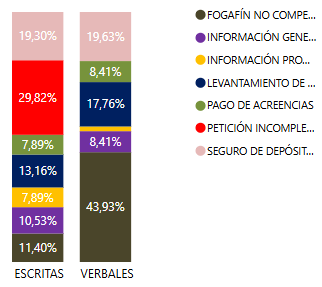 19,30%
29,82%
7,89%
13,16%
7,89%
10,53%
11,40%
ESCRITAS
19,63%
8,41%
17,76%
8,41%
43,93%
VERBALES
FOGAFÍN NO COMPE...
INFORMACIÓN GENE...
INFORMACIÓN PRO...
LEVANTAMIENTO DE ...
PAGO DE ACREENCIAS
PETICIÓN INCOMPLE...
SEGURO DE DEPÓSIT...